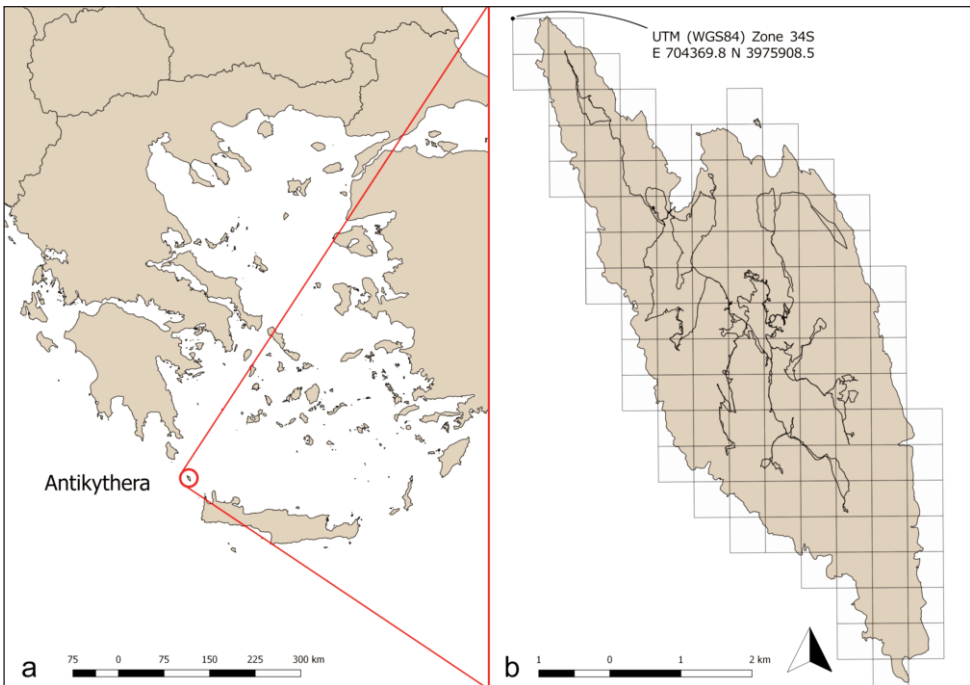 UTM (WGS84) Zone 34S
E 704369.8 N 3975908.5
Antikythera
a
75 0 75 150 225 300 km
b
1 0 1 2 km